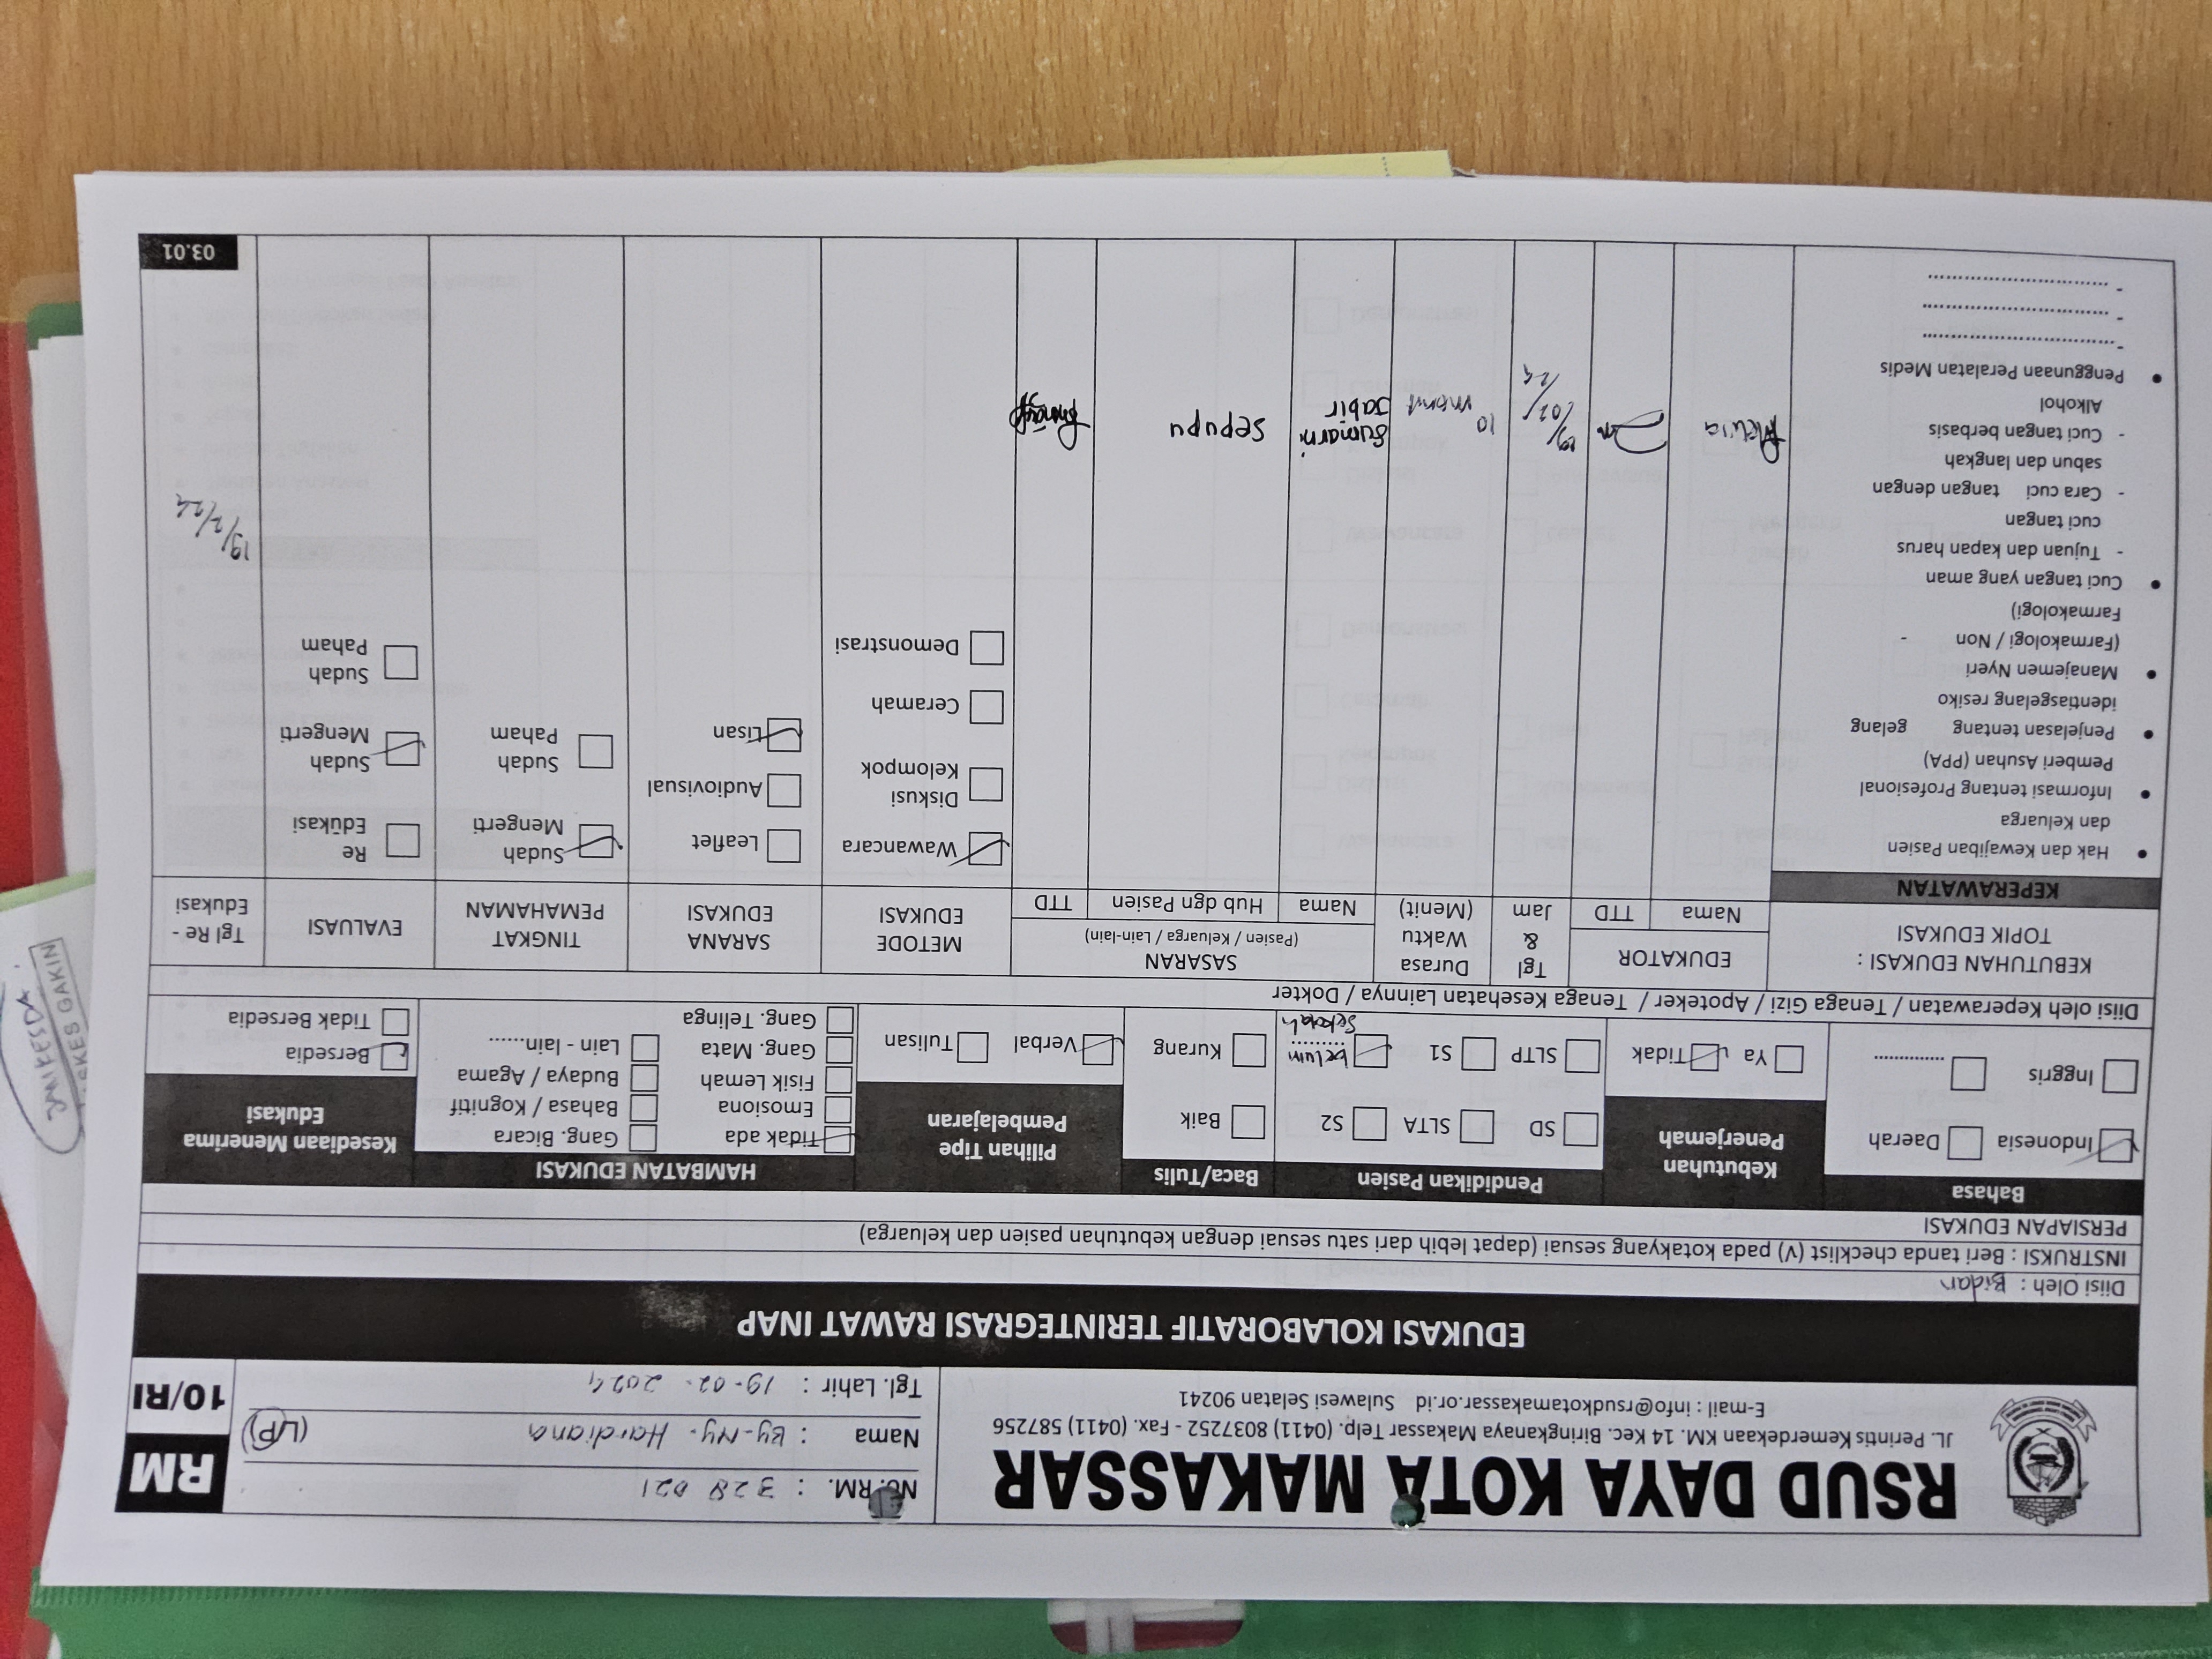 JAMKESDA
SKES GAKIN
RSUD DAYA KOTA MAKASSAR
JL. Perintis Kemerdekaan KM. 14 Kec. Biringkanaya Makassar Telp. (0411) 8037252 - Fax. (0411) 587256
E-mail : info@rsudkotamakassar.or.id Sulawesi Selatan 90241
No. RM. : 328 021
Nama : By-Ny. Hardiana (L/P)
Tgl. Lahir : 19-02-2024
RM
10/RI
EDUKASI KOLABORATIF TERINTEGRASI RAWAT INAP
Diisi Oleh : Bidan
INSTRUKSI : Beri tanda checklist (V) pada kotakyang sesuai (dapat lebih dari satu sesuai dengan kebutuhan pasien dan keluarga)
PERSIAPAN EDUKASI
Bahasa
Indonesia Daerah
Inggris ............
Kebutuhan
Penerjemah
Ya Tidak
Pendidikan Pasien
SD SLTA S2
SLTP S1 belum
Sekolah
Baca/Tulis
Baik
Kurang
Pilihan Tipe
Pembelajaran
Verbal Tulisan
HAMBATAN EDUKASI
Tidak ada Gang. Bicara
Emosiona Bahasa / Kognitif
Fisik Lemah Budaya / Agama
Gang. Mata Lain - lain.....
Gang. Telinga
Kesediaan Menerima
Edukasi
Bersedia
Tidak Bersedia
Diisi oleh Keperawatan / Tenaga Gizi / Apoteker / Tenaga Kesehatan Lainnya / Dokter
KEBUTUHAN EDUKASI :
TOPIK EDUKASI
EDUKATOR
Nama TTD
Tgl
&
Jam
Durasa
Waktu
(Menit)
SASARAN
(Pasien / Keluarga / Lain-lain)
Nama Hub dgn Pasien TTD
METODE
EDUKASI
SARANA
EDUKASI
TINGKAT
PEMAHAMAN
EVALUASI
Tgl Re -
Edukasi
KEPERAWATAN
• Hak dan Kewajiban Pasien
dan Keluarga
• Informasi tentang Profesional
Pemberi Asuhan (PPA)
• Penjelasan tentang gelang
identiasgelang resiko
• Manajemen Nyeri
(Farmakologi / Non -
Farmakologi)
• Cuci tangan yang aman
- Tujuan dan kapan harus
cuci tangan
- Cara cuci tangan dengan
sabun dan langkah
- Cuci tangan berbasis
Alkohol
• Penggunaan Peralatan Medis
-..............................
- ............................
- ............................
19/02/24
10
menit
Sumarni
Jabir
Sepupu
Wawancara
Diskusi
Kelompok
Ceramah
Demonstrasi
Leaflet
Audiovisual
Lisan
Sudah
Mengerti
Sudah
Paham
Re
Edukasi
Sudah
Mengerti
Sudah
Paham
19/2/24
03.01